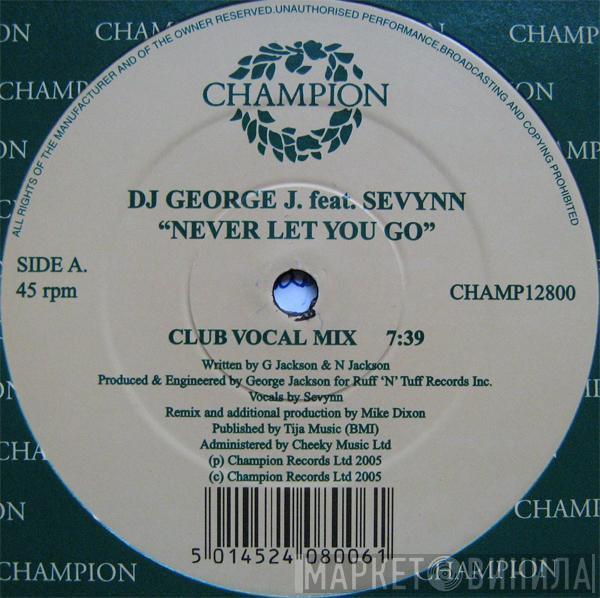 ALL RIGHTS OF THE MANUFACTURER AND OF THE OWNER RESERVED. UNAUTHORISED PERFORMANCE, BROADCASTING AND COPYING PROHIBITED
CHAMPION
DJ GEORGE J. feat. SEVYNN
“NEVER LET YOU GO”
SIDE A.
45 rpm
CHAMP12800
CLUB VOCAL MIX 7:39
Written by G Jackson & N Jackson
Produced & Engineered by George Jackson for Ruff ‘N’ Tuff Records Inc.
Vocals by Sevynn
Remix and additional production by Mike Dixon
Published by Tija Music (BMI)
Administered by Cheeky Music Ltd
(p) Champion Records Ltd 2005
(c) Champion Records Ltd 2005
5 014524 080061
CHAMPION
CHAMPION
МАРКЕТ ВИНИЛА